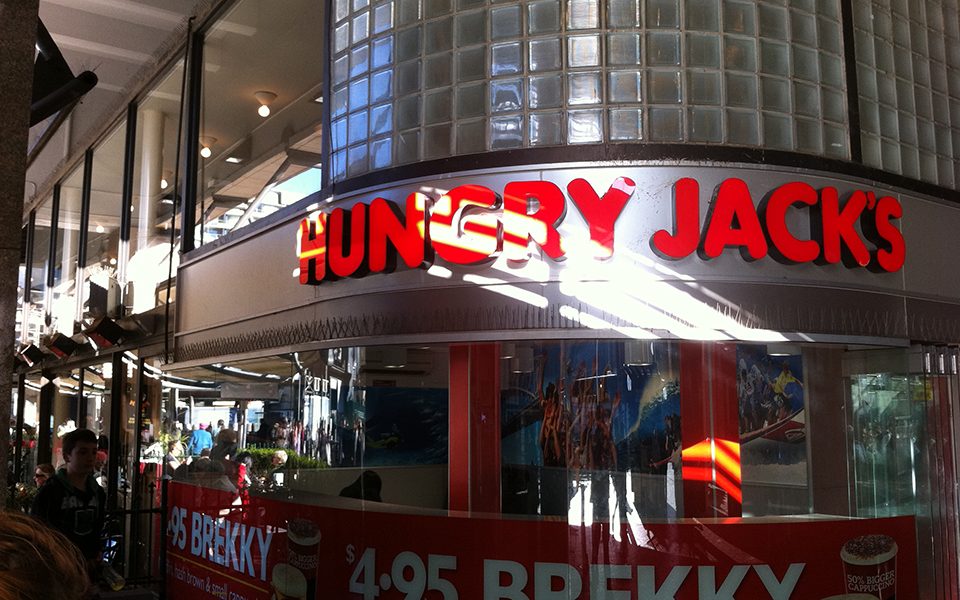 HUNGRY JACK'S
.95 BREKKY
hash brown & small
$4.95 BREKKY
50% BIGGER
CAPPUCCINO